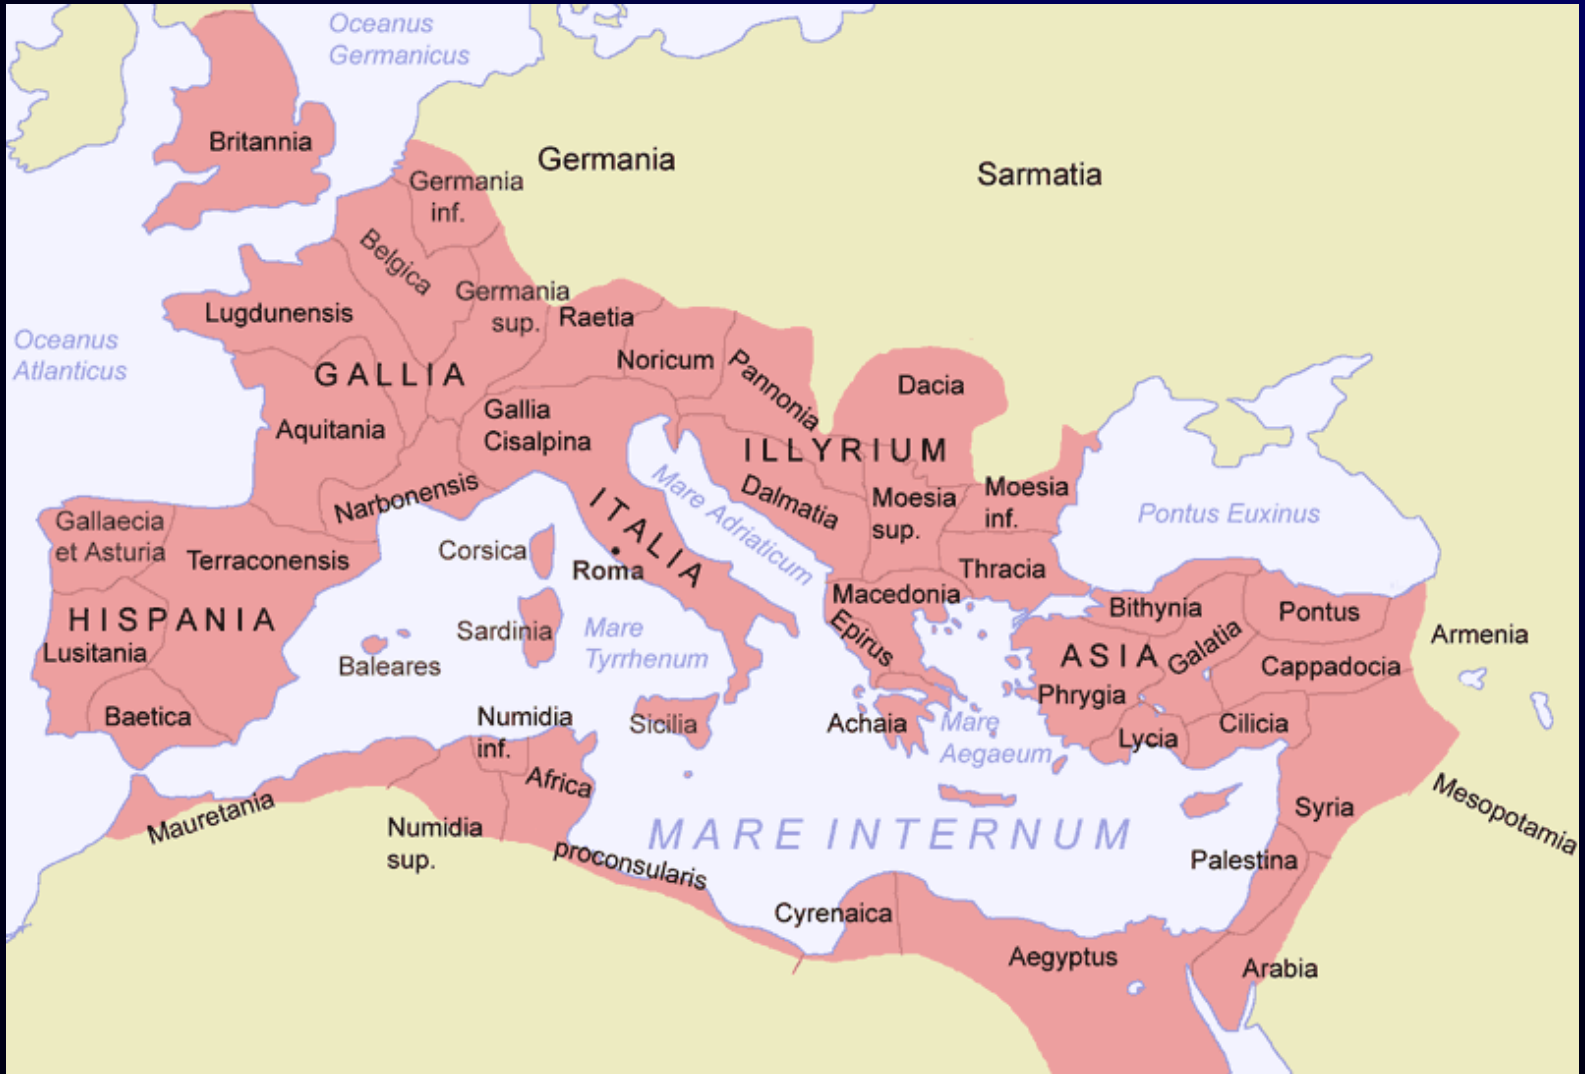 Oceanus
Germanicus
Britannia
Germania
Sarmatia
Germania
inf.
Belgica
Germania
sup.
Lugdunensis
Raetia
Oceanus
Atlanticus
GALLIA
Noricum
Pannonia
Dacia
Gallia
Cisalpina
Aquitania
ILLYRIUM
Narbonensis
ITALIA
Mare Adriaticum
Dalmatia
Moesia
sup.
Moesia
inf.
Pontus Euxinus
Gallaecia
et Asturia
Terraconensis
Corsica
Roma
Thracia
Macedonia
Epirus
Bithynia
Pontus
HISPANIA
Lusitania
Baleares
Sardinia
Mare
Tyrrhenum
ASIA
Galatia
Armenia
Cappadocia
Phrygia
Baetica
Numidia
inf.
Sicilia
Achaia
Mare
Aegaeum
Lycia
Cilicia
Africa
Mauretania
Numidia
sup.
proconsularis
MARE INTERNUM
Syria
Mesopotamia
Palestina
Cyrenaica
Aegyptus
Arabia